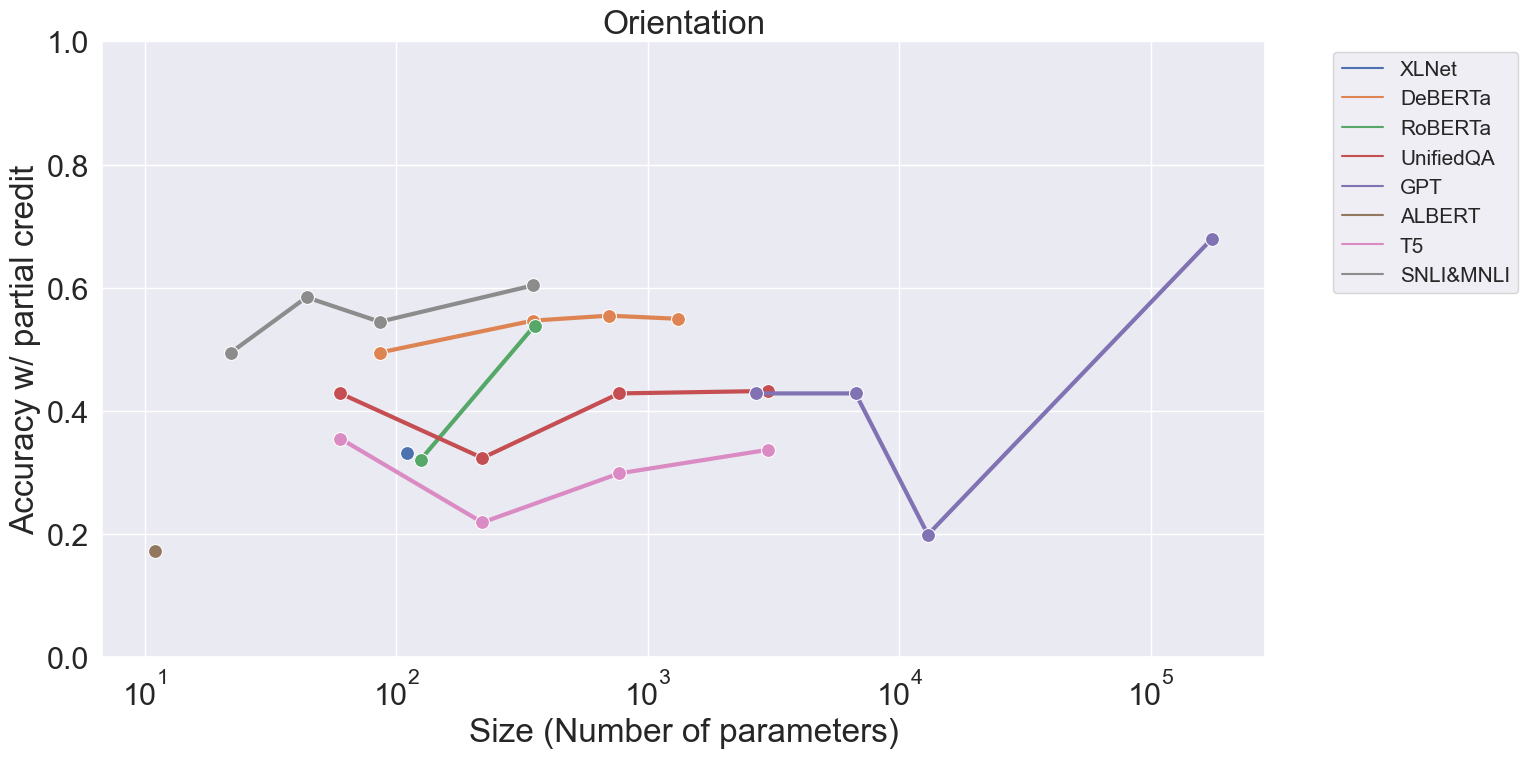 Orientation
1.0
0.8
0.6
0.4
0.2
0.0
Accuracy w/ partial credit
10^1 10^2 10^3 10^4 10^5
Size (Number of parameters)
XLNet
DeBERTa
RoBERTa
UnifiedQA
GPT
ALBERT
T5
SNLI&MNLI